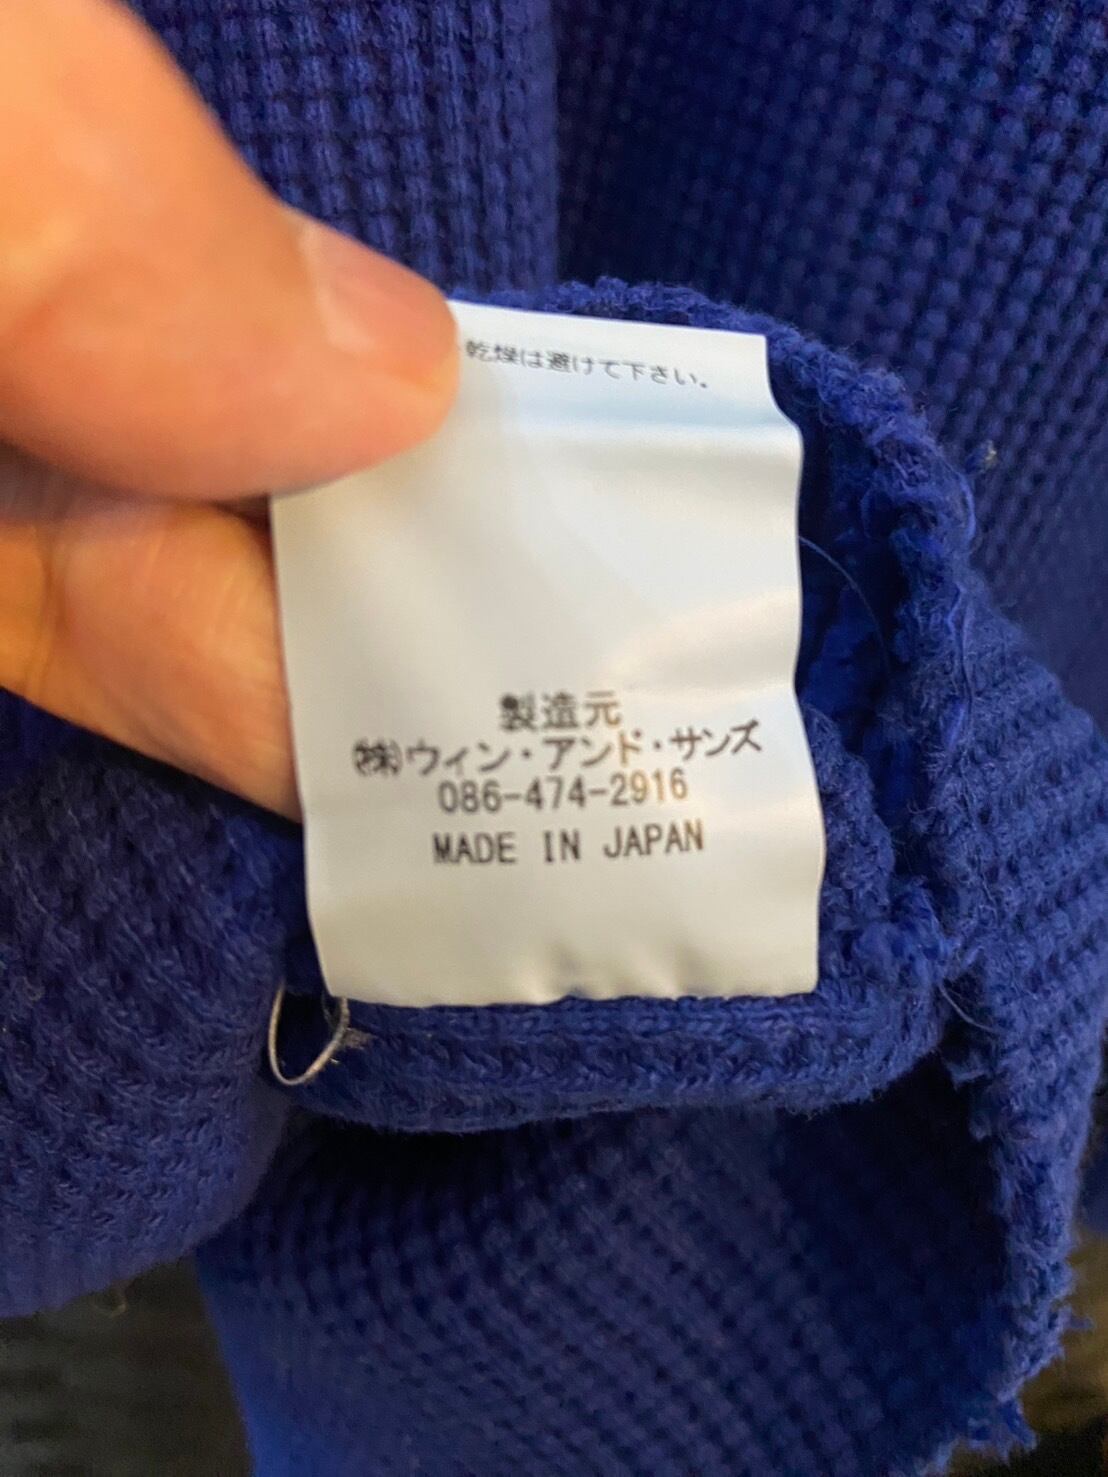 乾燥は避けて下さい。
製造元
㈱ウィン・アンド・サンズ
086-474-2916
MADE IN JAPAN